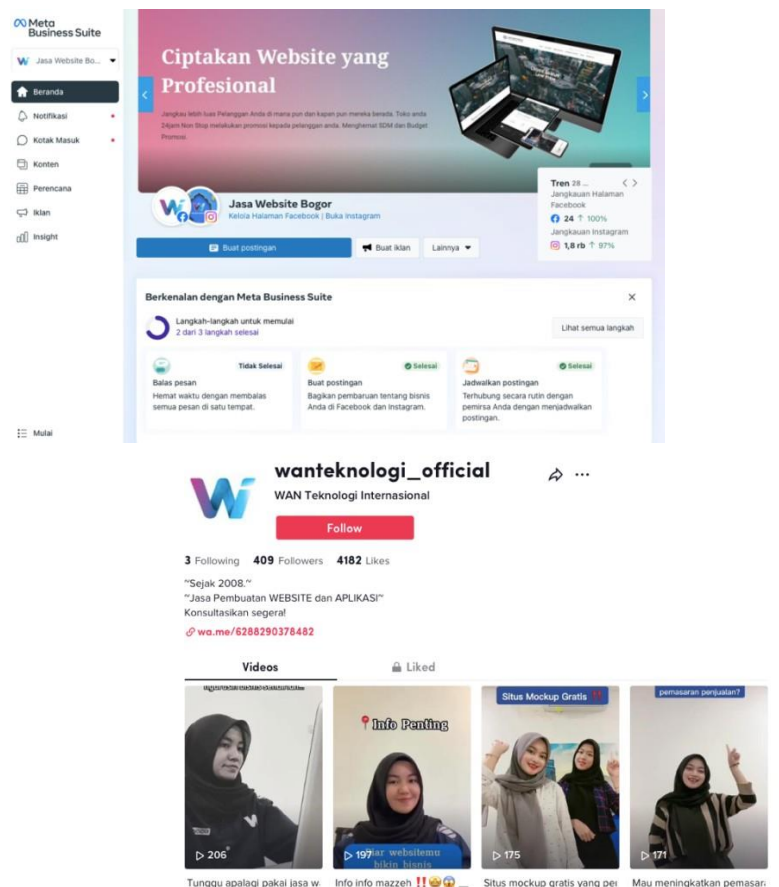 Meta
Business Suite
Jasa Website Bo...
Beranda
Notifikasi
Kotak Masuk
Konten
Perencana
Iklan
Insight
Mulai
Ciptakan Website yang
Profesional
Jangkau lebih luas Pelanggan Anda di mana pun dan kapan pun mereka berada. Toko anda
24jam Non Stop melakukan promosi kepada pelanggan anda. Menghemat SDM dan Budget
Promosi.
Jasa Website Bogor
Kelola Halaman Facebook | Buka Instagram
Tren 28 ...
Jangkauan Halaman
Facebook
24 ↑ 100%
Jangkauan Instagram
1,8 rb ↑ 97%
Buat postingan
Buat iklan
Lainnya
Berkenalan dengan Meta Business Suite
Langkah-langkah untuk memulai
2 dari 3 langkah selesai
Lihat semua langkah
Tidak Selesai
Balas pesan
Hemat waktu dengan membalas
semua pesan di satu tempat.
Selesai
Buat postingan
Bagikan pembaruan tentang bisnis
Anda di Facebook dan Instagram.
Selesai
Jadwalkan postingan
Terhubung secara rutin dengan
pemirsa Anda dengan menjadwalkan
postingan.
wanteknologi_official
WAN Teknologi Internasional
Follow
3 Following 409 Followers 4182 Likes
~Sejak 2008.~
~Jasa Pembuatan WEBSITE dan APLIKASI~
Konsultasikan segera!
wa.me/6288290378482
Videos
Liked
206
Tunggu apalagi pakai jasa w
Info Penting
websitemu
bikin bisnis
197
Info info mazzeh ‼️🤩😱
Situs Mockup Gratis ‼️
175
Situs mockup gratis yang per
pemasaran penjualan?
171
Mau meningkatkan pemasar